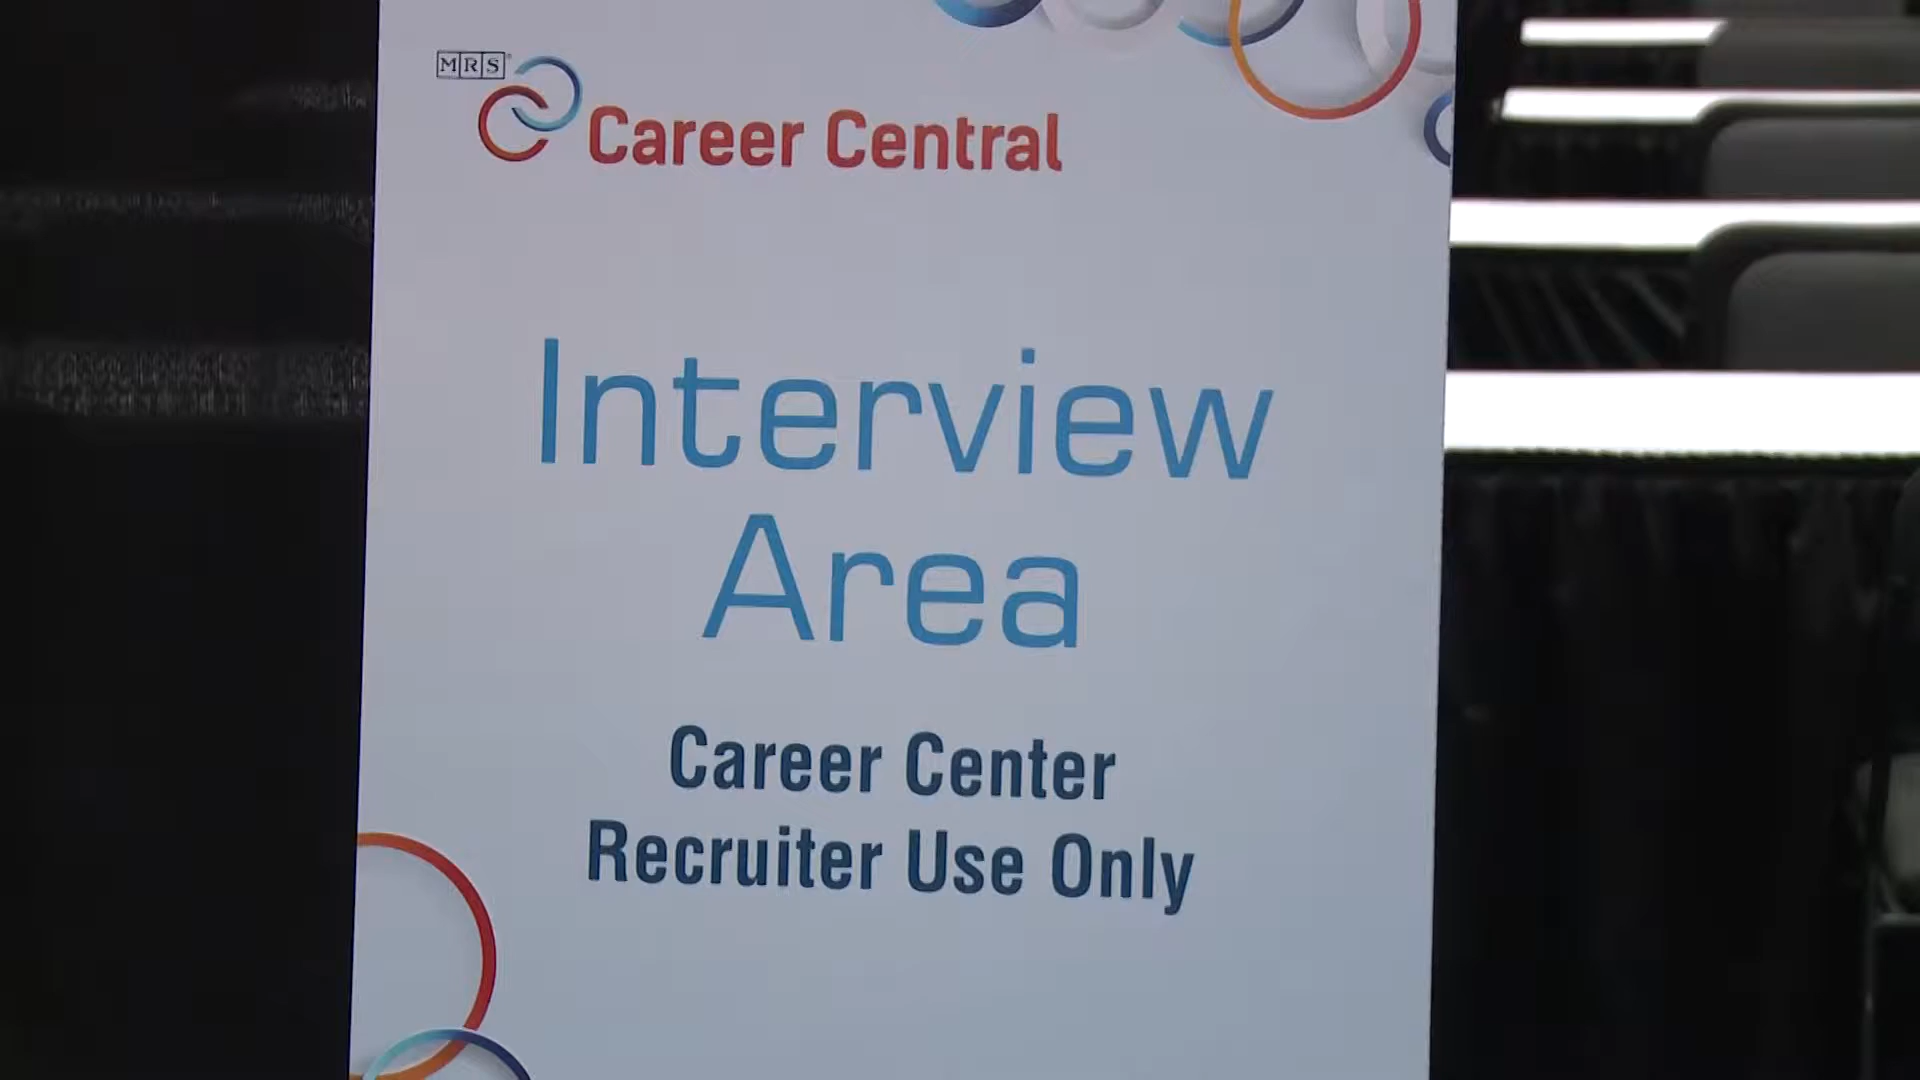 MRS
Career Central
Interview
Area
Career Center
Recruiter Use Only